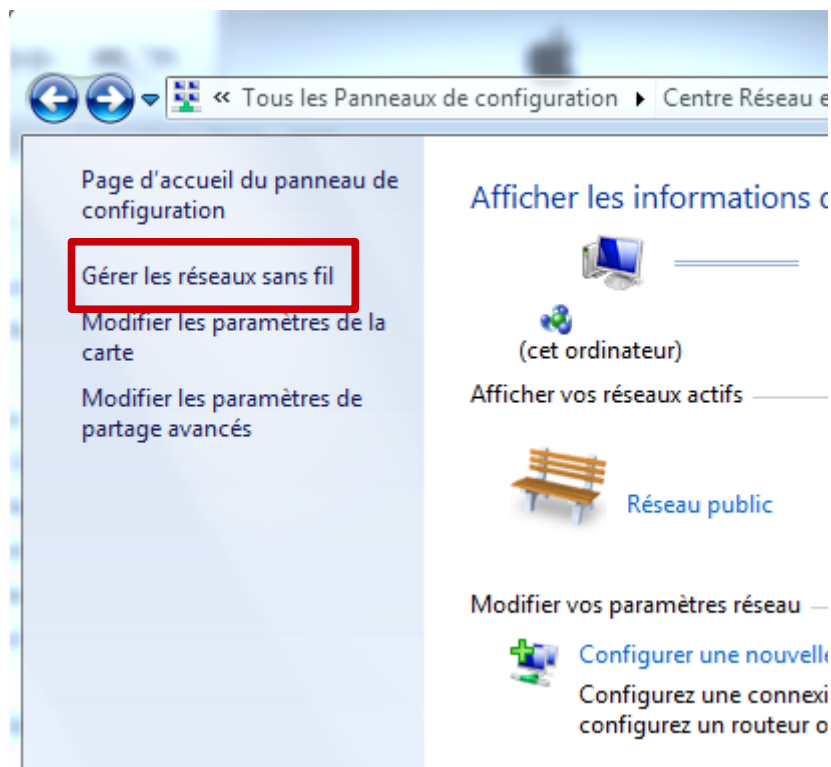 « Tous les Panneaux de configuration ▸ Centre Réseau e
Page d'accueil du panneau de
configuration
Gérer les réseaux sans fil
Modifier les paramètres de la
carte
Modifier les paramètres de
partage avancés
Afficher les informations
(cet ordinateur)
Afficher vos réseaux actifs
Réseau public
Modifier vos paramètres réseau
Configurer une nouvelle
Configurez une connexi
configurez un routeur o